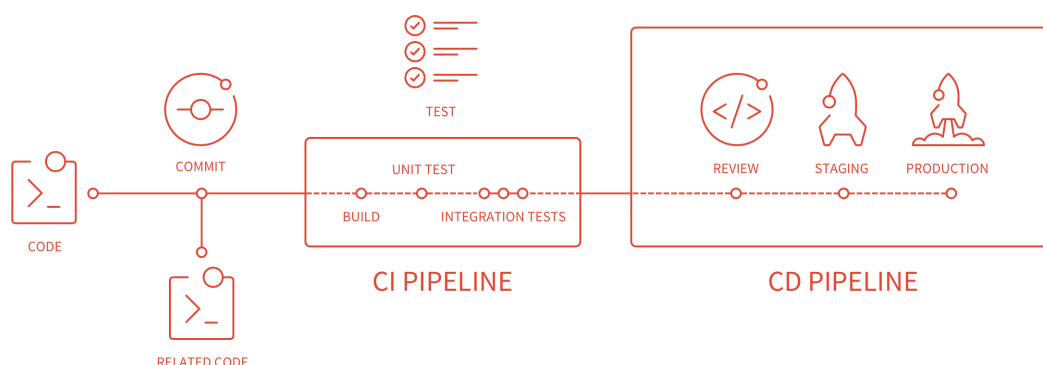 TEST
COMMIT
UNIT TEST
REVIEW
STAGING
PRODUCTION
BUILD
INTEGRATION TESTS
CODE
CI PIPELINE
CD PIPELINE
RELATED CODE